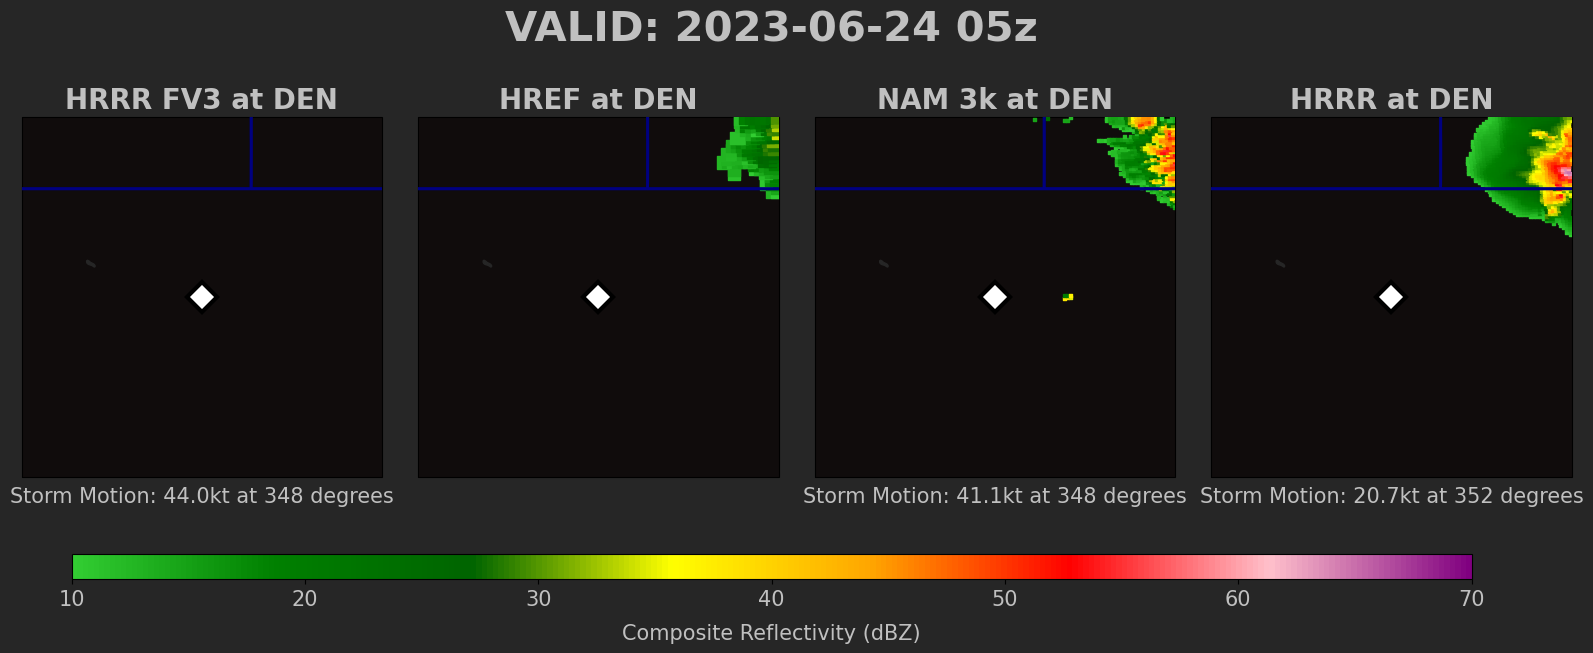 VALID: 2023-06-24 05z
HRRR FV3 at DEN
HREF at DEN
NAM 3k at DEN
HRRR at DEN
Storm Motion: 44.0kt at 348 degrees
Storm Motion: 41.1kt at 348 degrees
Storm Motion: 20.7kt at 352 degrees
10 20 30 40 50 60 70
Composite Reflectivity (dBZ)